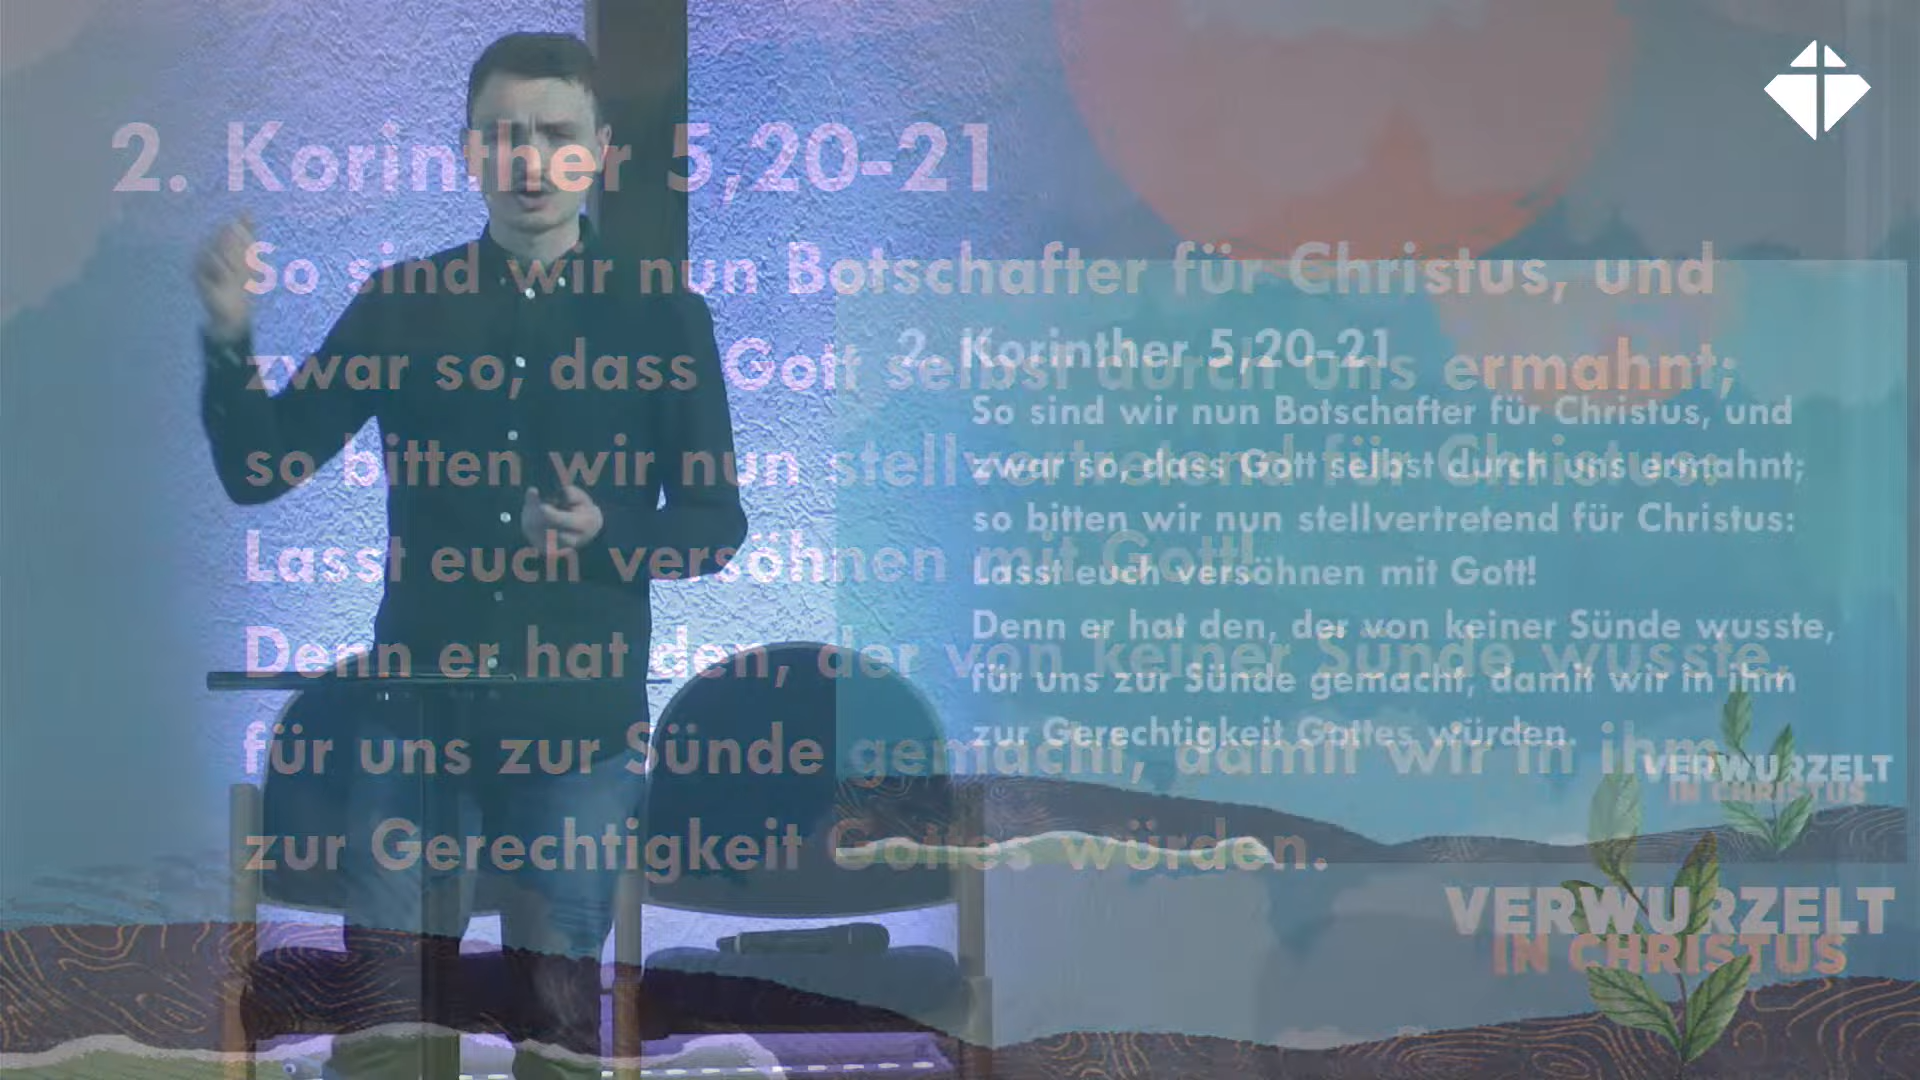 2. Korinther 5,20-21
So sind wir nun Botschafter für Christus, und
zwar so, dass Gott selbst durch uns ermahnt;
so bitten wir nun stellvertretend für Christus:
Lasst euch versöhnen mit Gott!
Denn er hat den, der von keiner Sünde wusste,
für uns zur Sünde gemacht, damit wir in ihm
zur Gerechtigkeit Gottes würden.
2. Korinther 5,20-21
So sind wir nun Botschafter für Christus, und
zwar so, dass Gott selbst durch uns ermahnt;
so bitten wir nun stellvertretend für Christus:
Lasst euch versöhnen mit Gott!
Denn er hat den, der von keiner Sünde wusste,
für uns zur Sünde gemacht, damit wir in ihm
zur Gerechtigkeit Gottes würden.
VERWURZELT
IN CHRISTUS
VERWURZELT
IN CHRISTUS